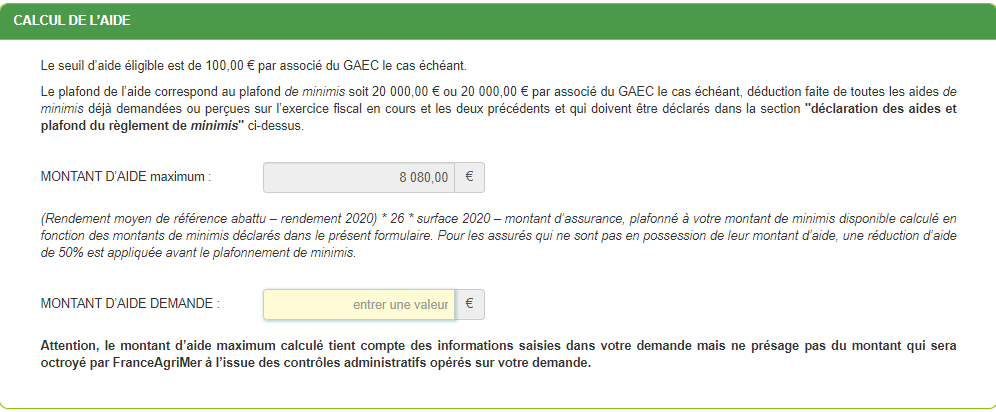 CALCUL DE L’AIDE
Le seuil d’aide éligible est de 100,00 € par associé du GAEC le cas échéant.
Le plafond de l’aide correspond au plafond de minimis soit 20 000,00 € ou 20 000,00 € par associé du GAEC le cas échéant, déduction faite de toutes les aides de
minimis déjà demandées ou perçues sur l’exercice fiscal en cours et les deux précédents et qui doivent être déclarés dans la section "déclaration des aides et
plafond du règlement de minimis" ci-dessus.
MONTANT D’AIDE maximum : 8 080,00 €
(Rendement moyen de référence abattu – rendement 2020) * 26 * surface 2020 – montant d’assurance, plafonné à votre montant de minimis disponible calculé en
fonction des montants de minimis déclarés dans le présent formulaire. Pour les assurés qui ne sont pas en possession de leur montant d’aide, une réduction d’aide
de 50% est appliquée avant le plafonnement de minimis.
MONTANT D’AIDE DEMANDE : entrer une valeur €
Attention, le montant d’aide maximum calculé tient compte des informations saisies dans votre demande mais ne présage pas du montant qui sera
octroyé par FranceAgriMer à l’issue des contrôles administratifs opérés sur votre demande.